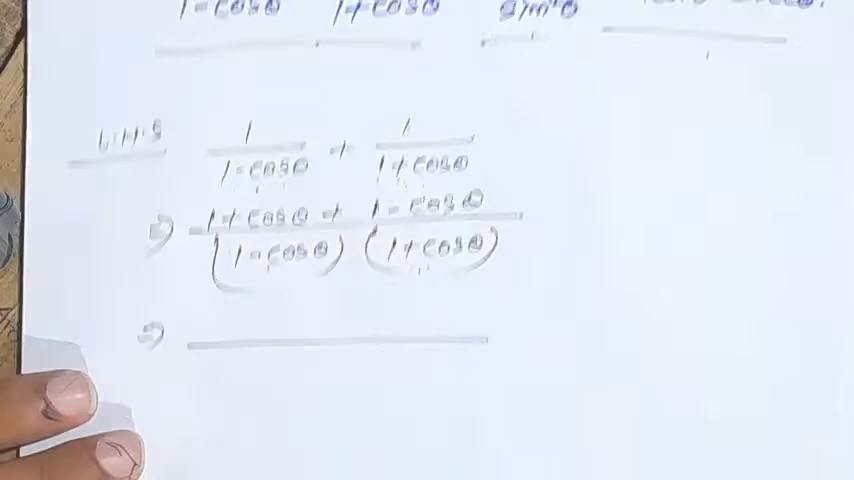 1-cosθ 1+cosθ sin²θ
L.H.S 1/1-cosθ + 1/1+cosθ
⇒ 1+cosθ + 1-cosθ/(1-cosθ) (1+cosθ)
⇒